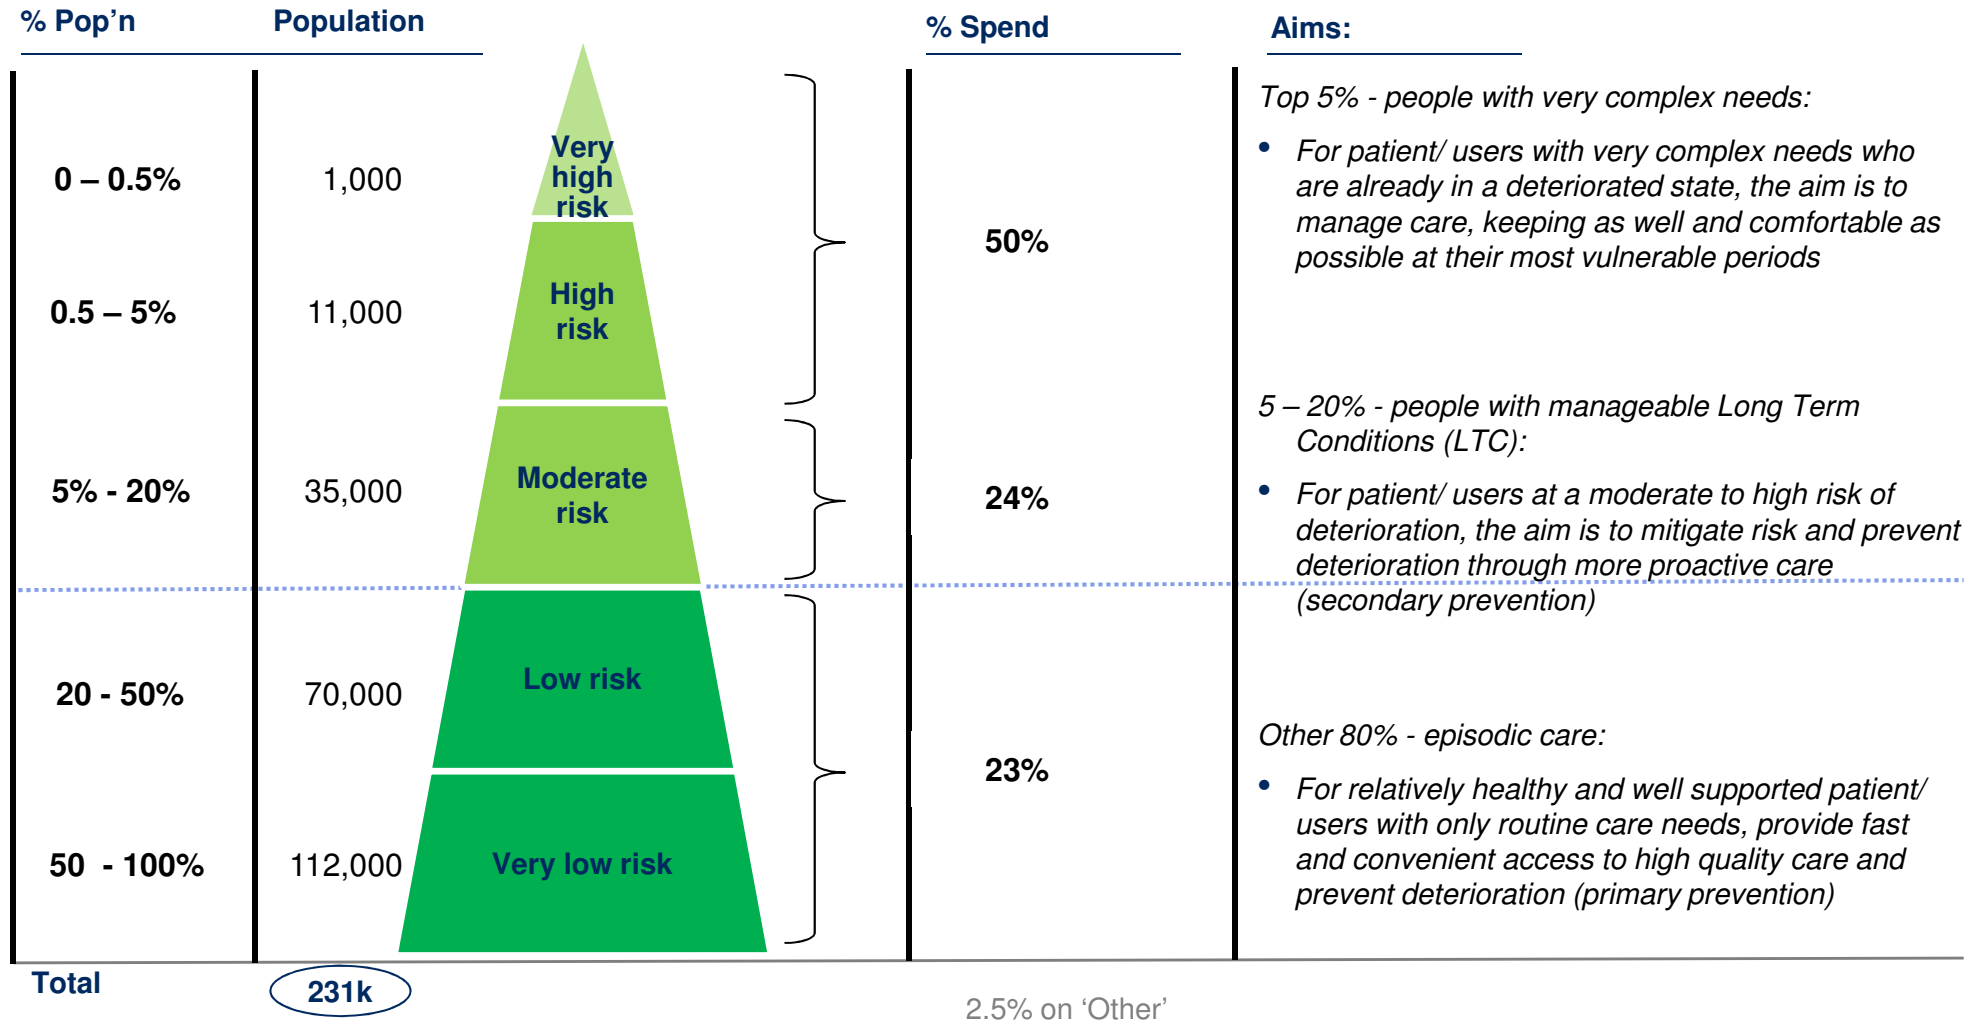 % Pop’n
Population
% Spend
Aims:
0 – 0.5%
1,000
Very
high
risk
0.5 – 5%
11,000
High
risk
50%
Top 5% - people with very complex needs:
• For patient/ users with very complex needs who
are already in a deteriorated state, the aim is to
manage care, keeping as well and comfortable as
possible at their most vulnerable periods
5% - 20%
35,000
Moderate
risk
24%
5 – 20% - people with manageable Long Term
Conditions (LTC):
• For patient/ users at a moderate to high risk of
deterioration, the aim is to mitigate risk and prevent
deterioration through more proactive care
(secondary prevention)
20 - 50%
70,000
Low risk
50 - 100%
112,000
Very low risk
23%
Other 80% - episodic care:
• For relatively healthy and well supported patient/
users with only routine care needs, provide fast
and convenient access to high quality care and
prevent deterioration (primary prevention)
Total
231k
2.5% on ‘Other’